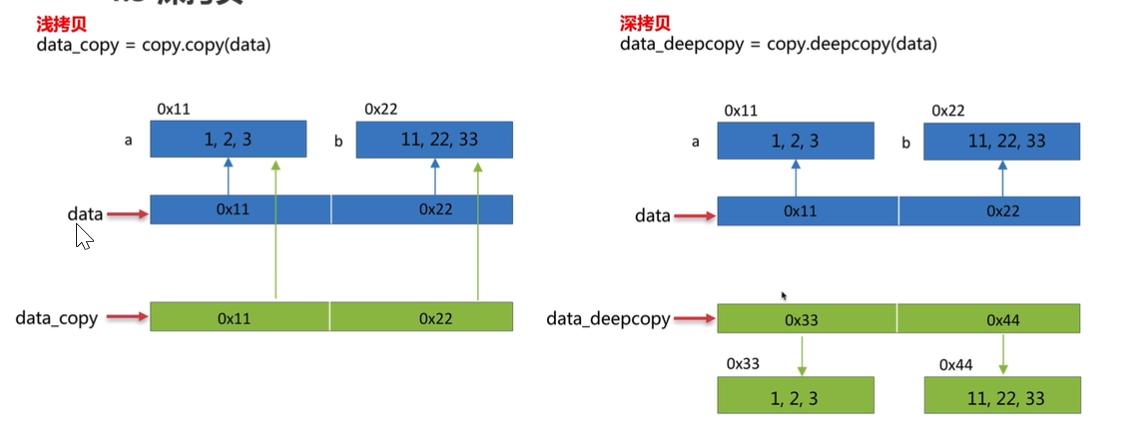 浅拷贝
data_copy = copy.copy(data)
0x11
0x22
a
1, 2, 3
b
11, 22, 33
data
0x11
0x22
data_copy
0x11
0x22
深拷贝
data_deepcopy = copy.deepcopy(data)
0x11
0x22
a
1, 2, 3
b
11, 22, 33
data
0x11
0x22
data_deepcopy
0x33
0x44
0x33
0x44
1, 2, 3
11, 22, 33